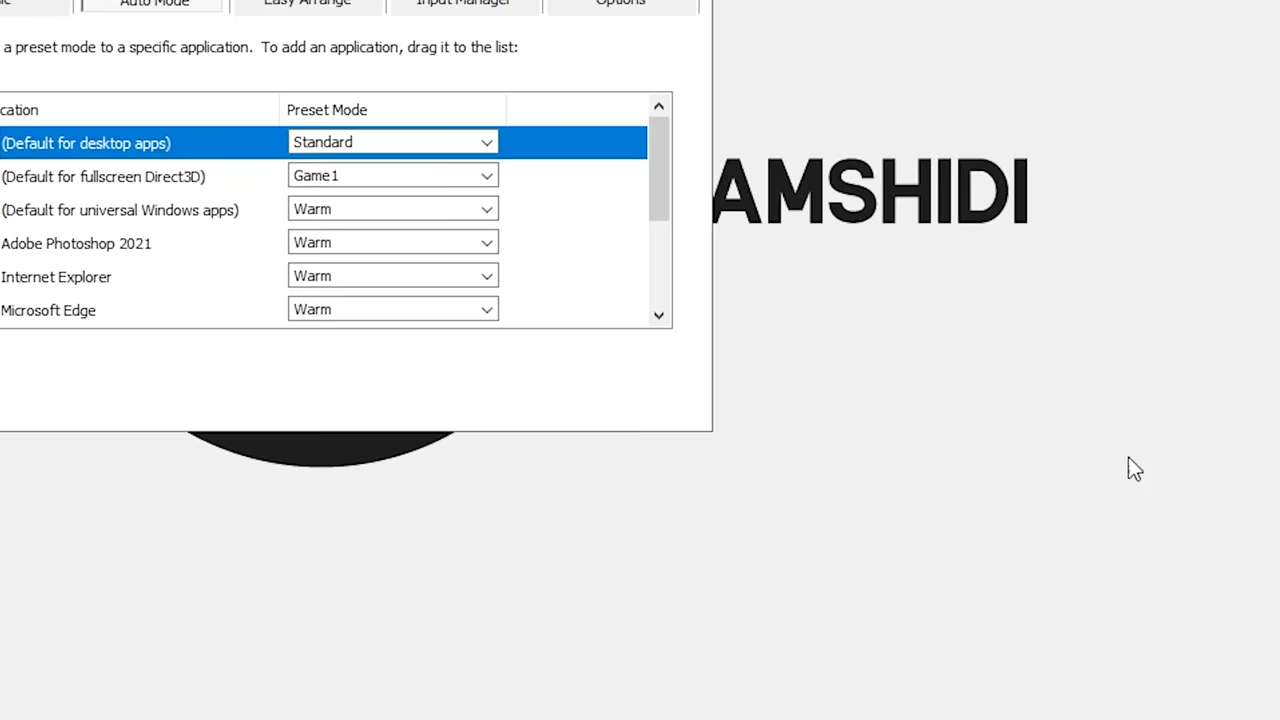 Auto Mode
Easy Arrange
Input Manager
Options
a preset mode to a specific application. To add an application, drag it to the list:
cation
Preset Mode
(Default for desktop apps)
Standard
(Default for fullscreen Direct3D)
Game1
(Default for universal Windows apps)
Warm
Adobe Photoshop 2021
Warm
Internet Explorer
Warm
Microsoft Edge
Warm
AMSHIDI